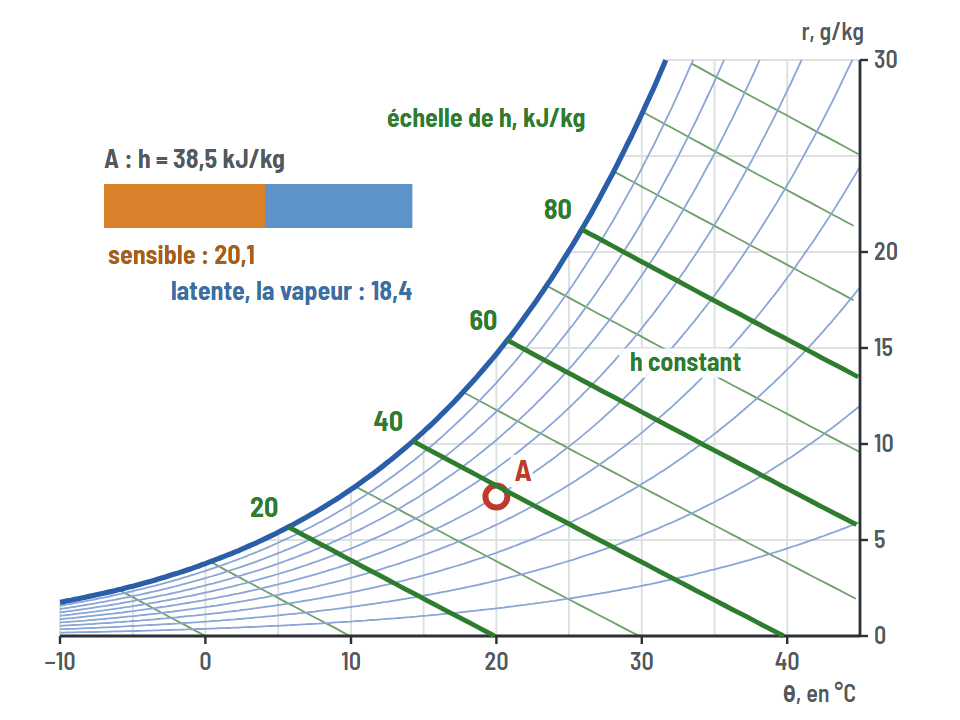 r, g/kg
30
échelle de h, kJ/kg
A : h = 38,5 kJ/kg
80
sensible : 20,1
20
latente, la vapeur : 18,4
60
15
h constant
40
10
A
20
5
0
–10
0
10
20
30
40
θ, en °C